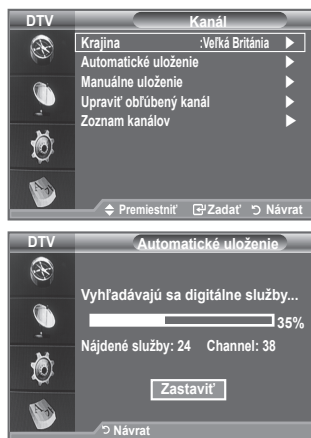 DTV Kanál
Krajina :Veľká Británia
Automatické uloženie
Manuálne uloženie
Upraviť obľúbený kanál
Zoznam kanálov
Premiestniť Zadať Návrat
DTV Automatické uloženie
Vyhľadávajú sa digitálne služby...
35%
Nájdené služby: 24 Channel: 38
Zastaviť
Návrat